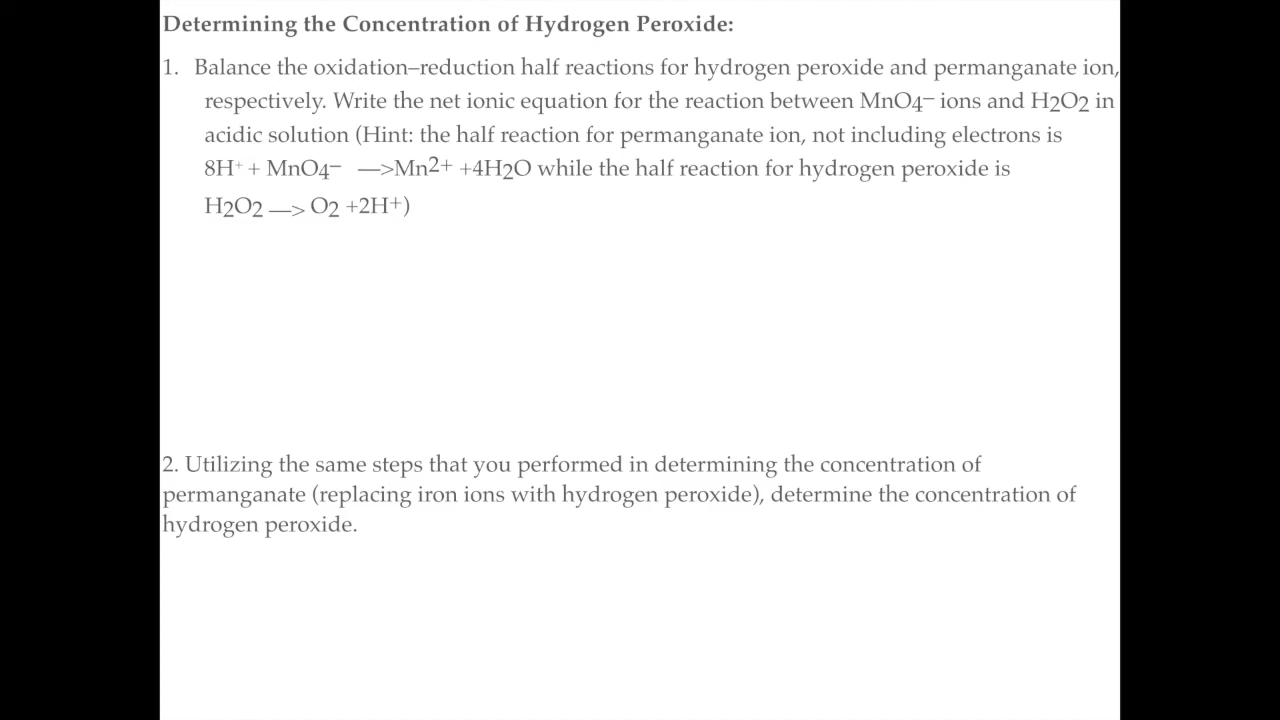 Determining the Concentration of Hydrogen Peroxide:
1. Balance the oxidation–reduction half reactions for hydrogen peroxide and permanganate ion,
respectively. Write the net ionic equation for the reaction between MnO4− ions and H2O2 in
acidic solution (Hint: the half reaction for permanganate ion, not including electrons is
8H⁺ + MnO4− —>Mn2+ +4H2O while the half reaction for hydrogen peroxide is
H2O2 —> O2 +2H+)
2. Utilizing the same steps that you performed in determining the concentration of
permanganate (replacing iron ions with hydrogen peroxide), determine the concentration of
hydrogen peroxide.